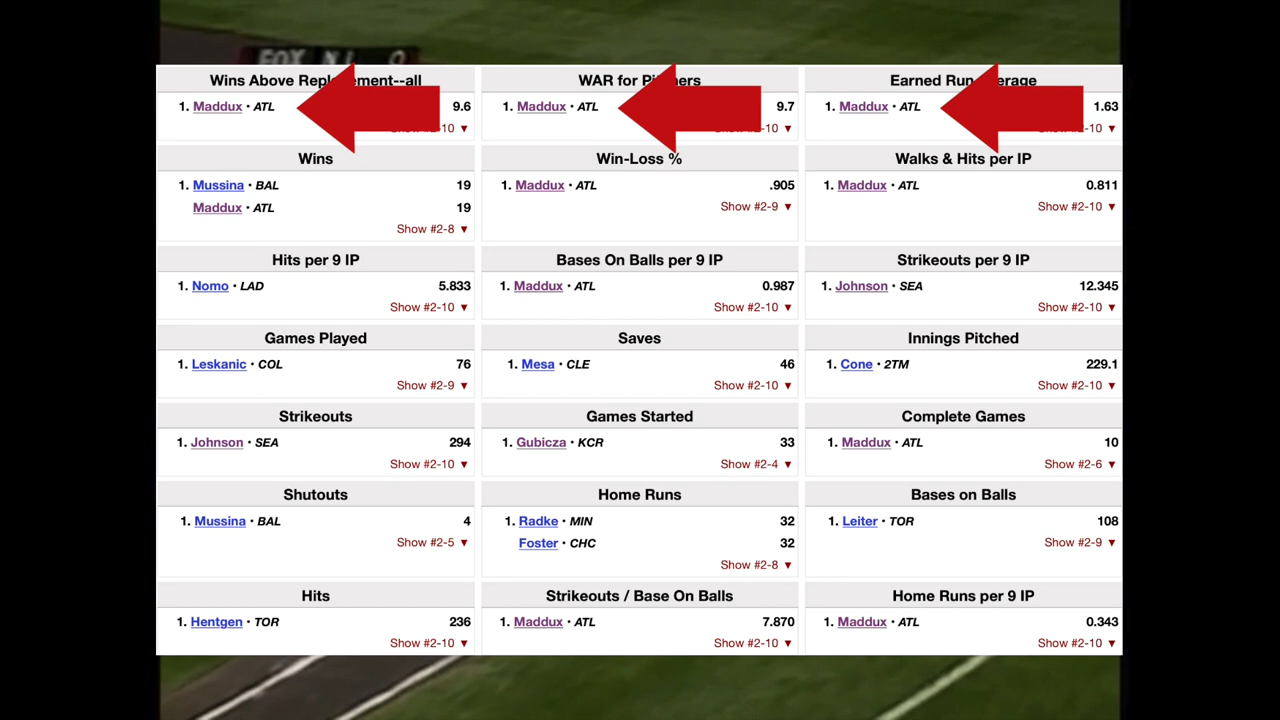 FOX NL 0
Wins Above Rep ement--all
WAR for P ers
Earned Run erage
1. Maddux • ATL 9.6
1. Maddux • ATL 9.7
1. Maddux • ATL 1.63
-10 ▼
-10 ▼
-10 ▼
Wins
Win-Loss %
Walks & Hits per IP
1. Mussina • BAL 19
1. Maddux • ATL .905
1. Maddux • ATL 0.811
Maddux • ATL 19
Show #2-9 ▼
Show #2-10 ▼
Show #2-8 ▼
Hits per 9 IP
Bases On Balls per 9 IP
Strikeouts per 9 IP
1. Nomo • LAD 5.833
1. Maddux • ATL 0.987
1. Johnson • SEA 12.345
Show #2-10 ▼
Show #2-10 ▼
Show #2-10 ▼
Games Played
Saves
Innings Pitched
1. Leskanic • COL 76
1. Mesa • CLE 46
1. Cone • 2TM 229.1
Show #2-9 ▼
Show #2-10 ▼
Show #2-10 ▼
Strikeouts
Games Started
Complete Games
1. Johnson • SEA 294
1. Gubicza • KCR 33
1. Maddux • ATL 10
Show #2-10 ▼
Show #2-4 ▼
Show #2-6 ▼
Shutouts
Home Runs
Bases on Balls
1. Mussina • BAL 4
1. Radke • MIN 32
1. Leiter • TOR 108
Show #2-5 ▼
Foster • CHC 32
Show #2-9 ▼
Show #2-8 ▼
Hits
Strikeouts / Base On Balls
Home Runs per 9 IP
1. Hentgen • TOR 236
1. Maddux • ATL 7.870
1. Maddux • ATL 0.343
Show #2-10 ▼
Show #2-10 ▼
Show #2-10 ▼